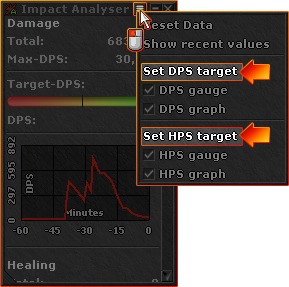 Impact Analyser
Damage
Total: 683
Max-DPS: 30,
Target-DPS:
DPS:
DPS
892
595
297
0
-60 -45 -30 -15 0
Minutes
Healing
Reset Data
Show recent values
Set DPS target
DPS gauge
DPS graph
Set HPS target
HPS gauge
HPS graph